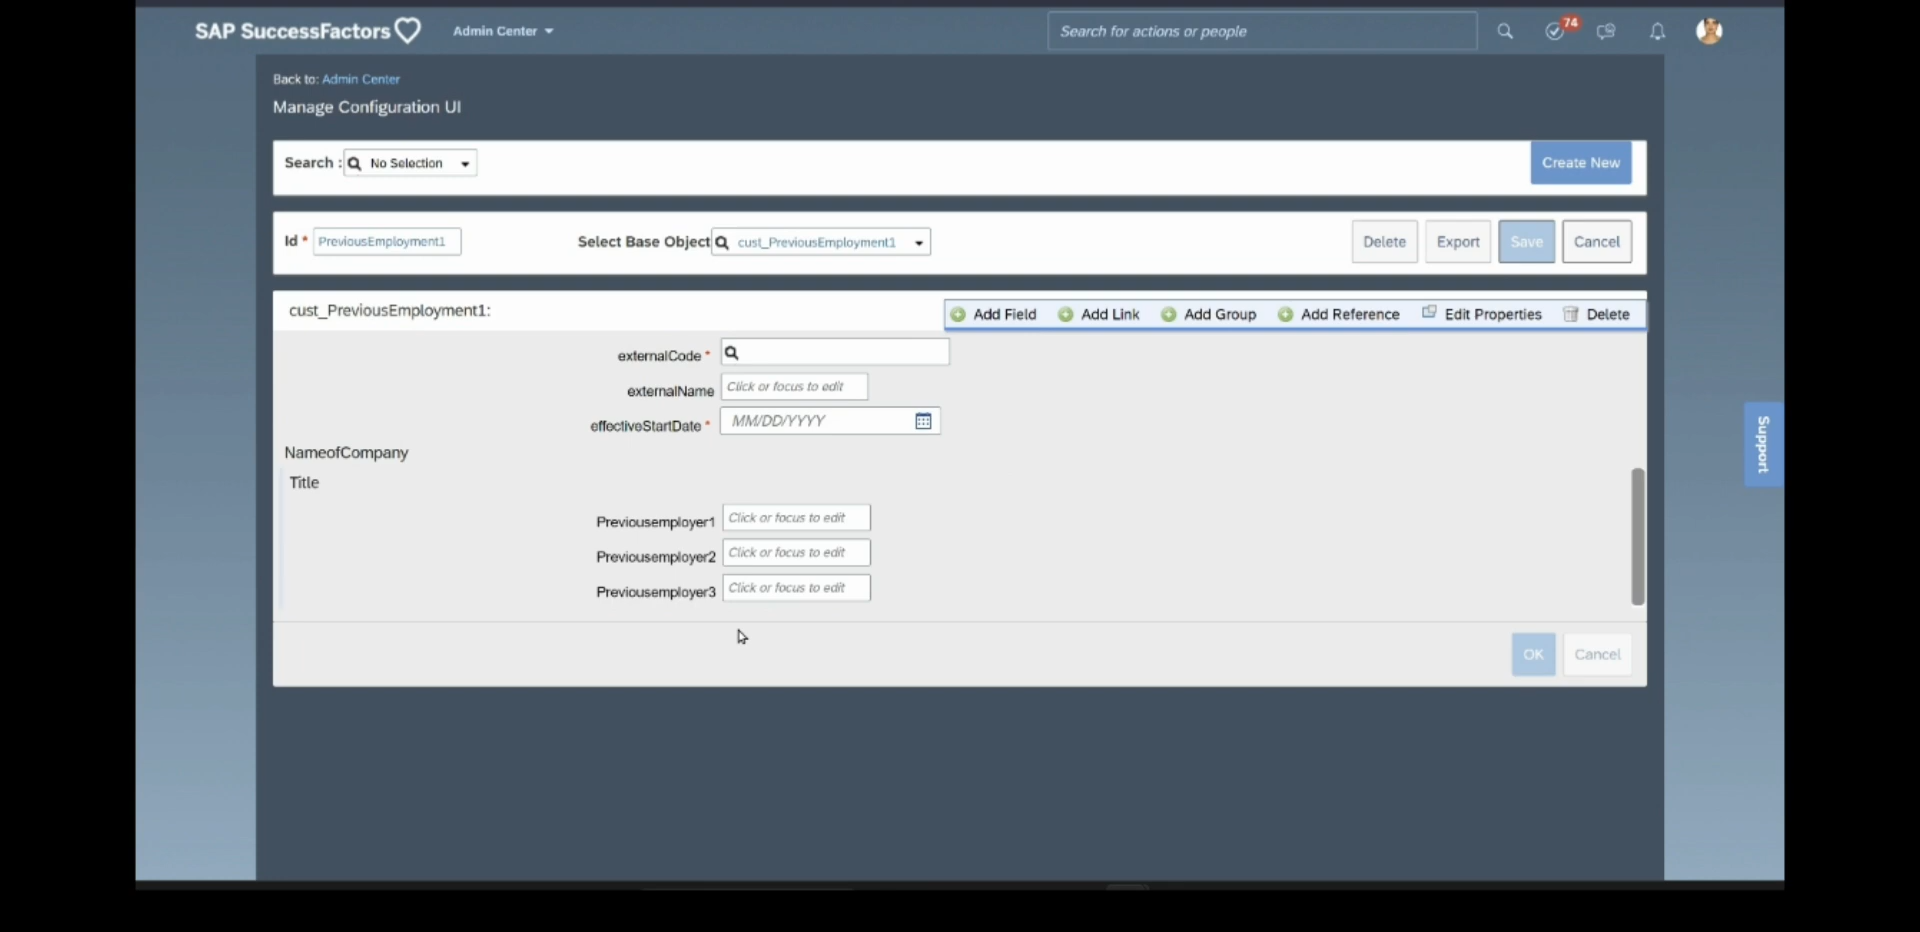 SAP SuccessFactors Admin Center Search for actions or people 74
Back to: Admin Center
Manage Configuration UI
Search : No Selection Create New
Id * PreviousEmployment1 Select Base Object cust_PreviousEmployment1 Delete Export Save Cancel
cust_PreviousEmployment1: Add Field Add Link Add Group Add Reference Edit Properties Delete
externalCode *
externalName Click or focus to edit
effectiveStartDate * MM/DD/YYYY
Support
NameofCompany
Title
Previousemployer1 Click or focus to edit
Previousemployer2 Click or focus to edit
Previousemployer3 Click or focus to edit
OK Cancel